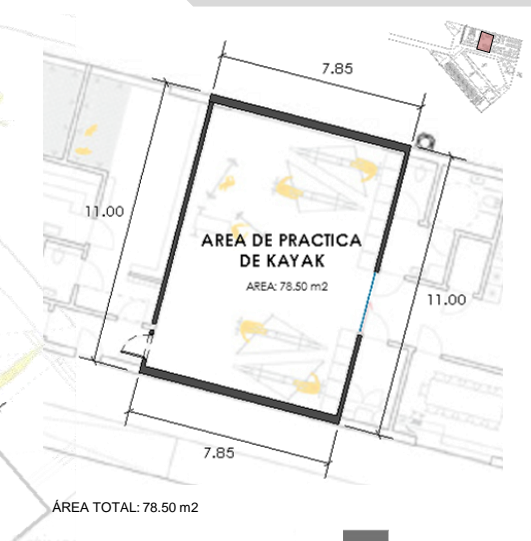 7.85
11.00
AREA DE PRACTICA
DE KAYAK
AREA: 78.50 m2
11.00
7.85
ÁREA TOTAL: 78.50 m2